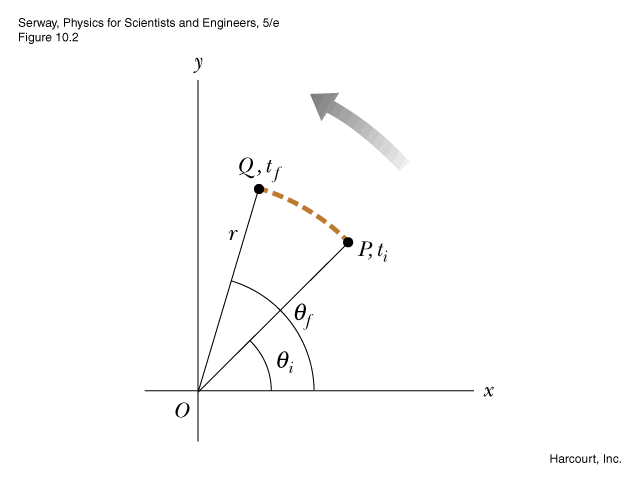 Serway, Physics for Scientists and Engineers, 5/e
Figure 10.2
y
Q, t_f
r
P, t_i
θ_f
θ_i
x
O
Harcourt, Inc.